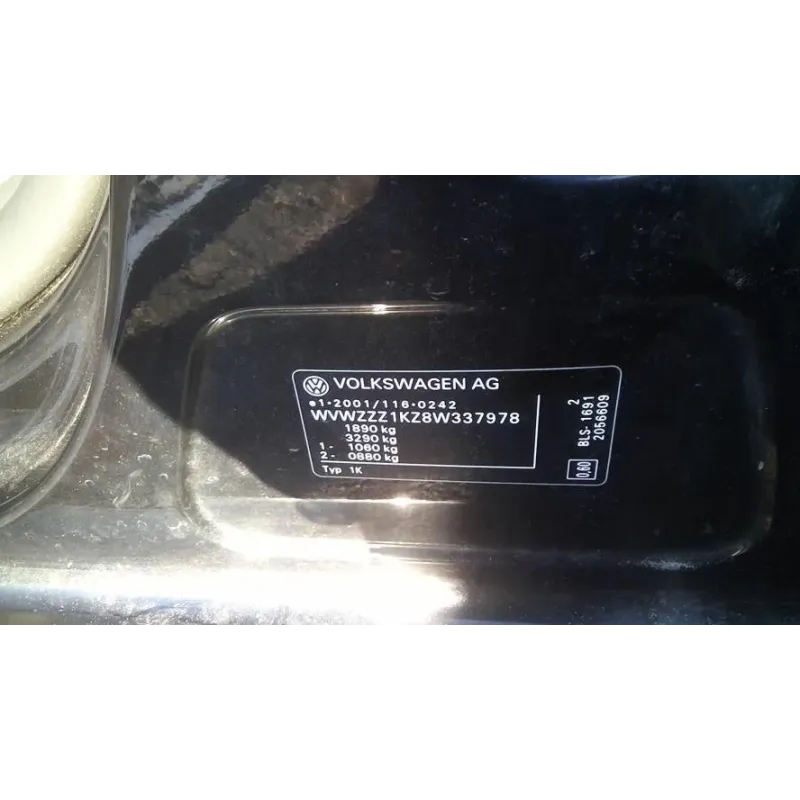 VOLKSWAGEN AG
e1*2001/116*0242
WVWZZZ1KZ8W337978
1890 kg
3290 kg
1- 1060 kg
2- 0880 kg
Typ 1K
2
BLS-1691
2056609
0,60